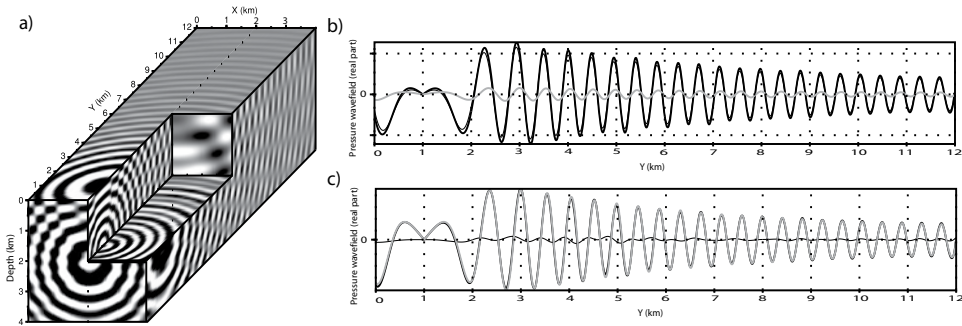 a)
X (km)
0 1 2 3
12
11
10
9
8
7
6
5
4
3
2
1
0
Y (km)
0
1
2
3
4
Depth (km)
b)
Pressure wavefield (real part)
0
0 1 2 3 4 5 6 7 8 9 10 11 12
Y (km)
c)
Pressure wavefield (real part)
0
0 1 2 3 4 5 6 7 8 9 10 11 12
Y (km)